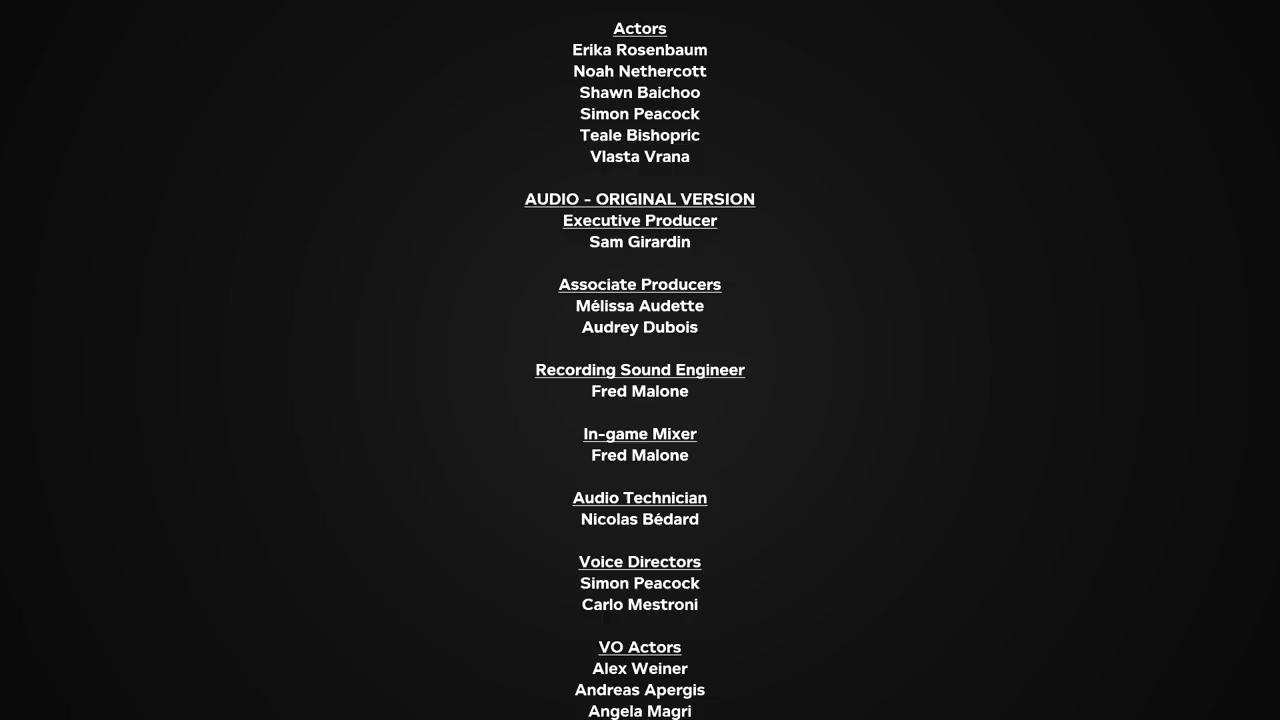 Actors
Erika Rosenbaum
Noah Nethercott
Shawn Baichoo
Simon Peacock
Teale Bishopric
Vlasta Vrana
AUDIO - ORIGINAL VERSION
Executive Producer
Sam Girardin
Associate Producers
Mélissa Audette
Audrey Dubois
Recording Sound Engineer
Fred Malone
In-game Mixer
Fred Malone
Audio Technician
Nicolas Bédard
Voice Directors
Simon Peacock
Carlo Mestroni
VO Actors
Alex Weiner
Andreas Apergis
Angela Magri